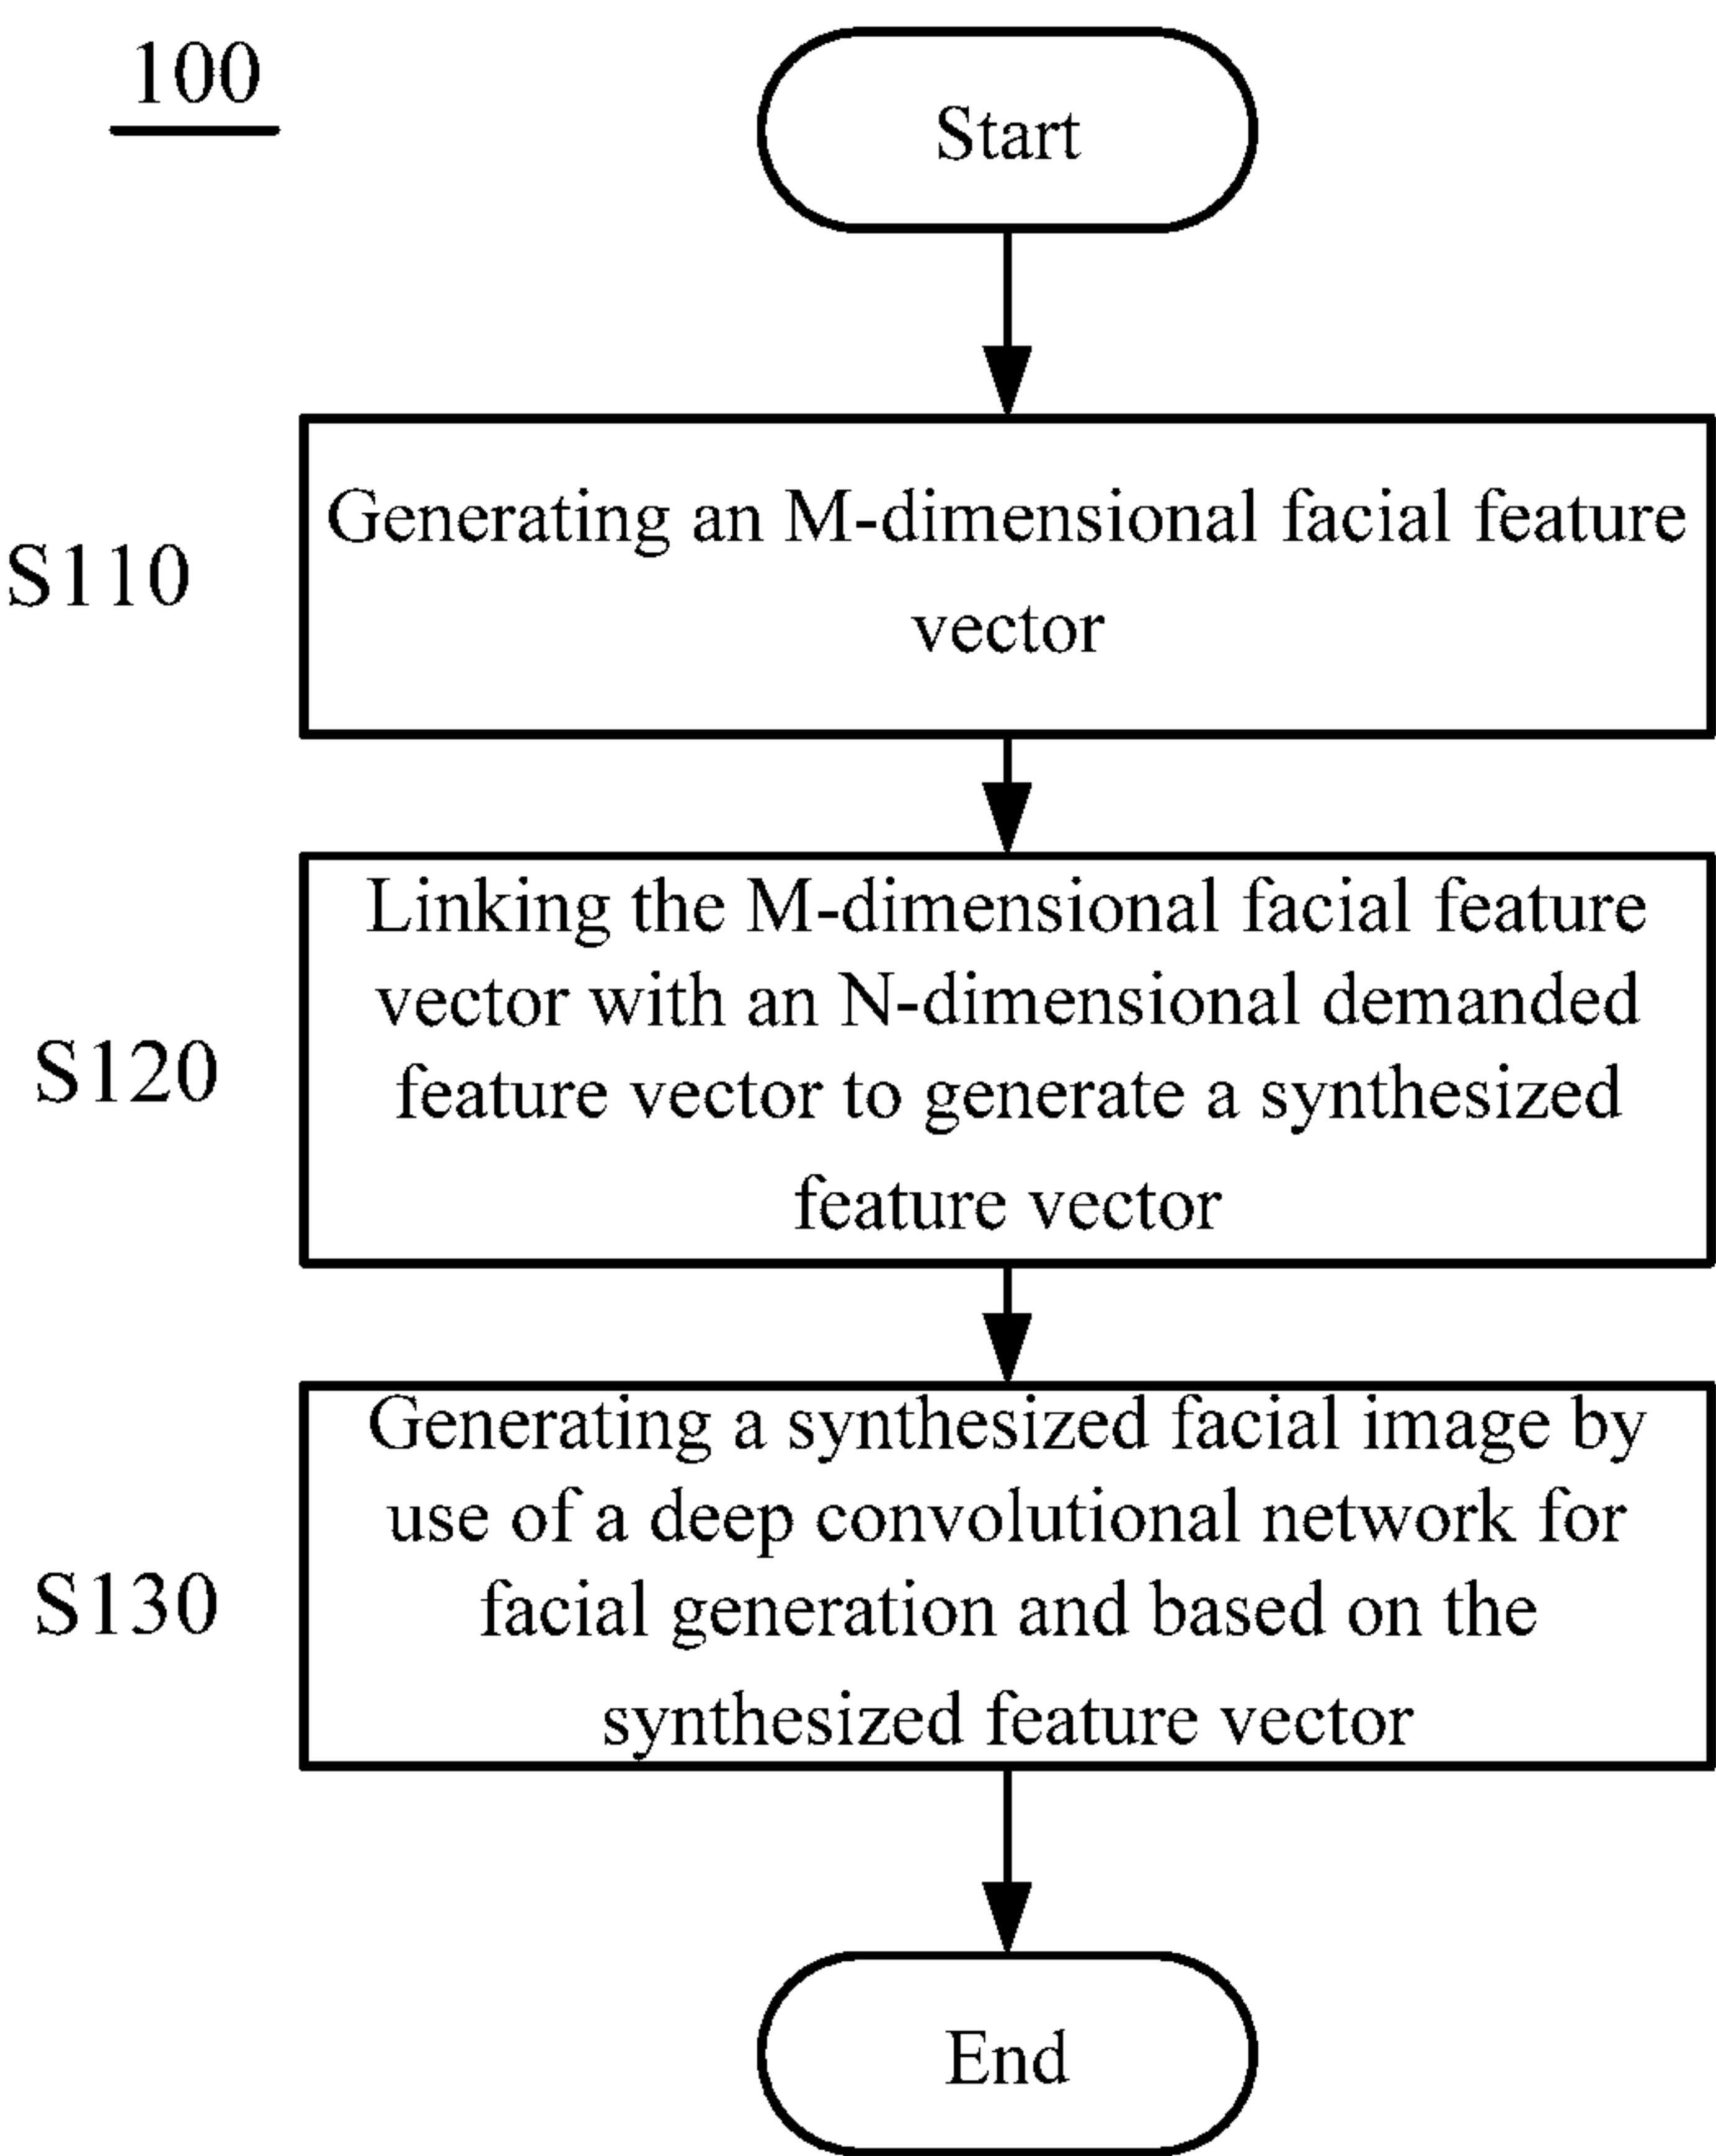 100
Start
S110
Generating an M-dimensional facial feature
vector
S120
Linking the M-dimensional facial feature
vector with an N-dimensional demanded
feature vector to generate a synthesized
feature vector
S130
Generating a synthesized facial image by
use of a deep convolutional network for
facial generation and based on the
synthesized feature vector
End